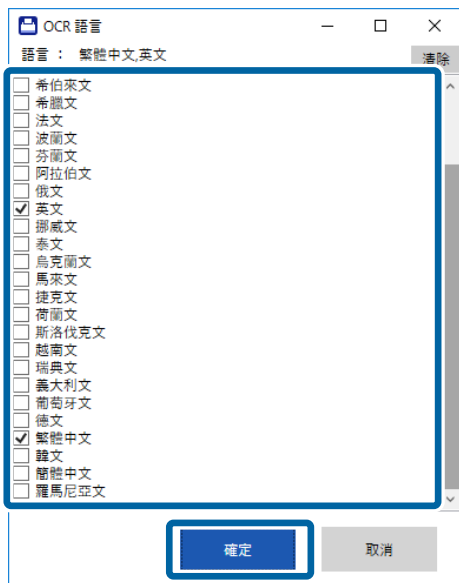 OCR 語言
語言 : 繁體中文,英文
清除
希伯來文
希臘文
法文
波蘭文
芬蘭文
阿拉伯文
俄文
英文
挪威文
泰文
烏克蘭文
馬來文
捷克文
荷蘭文
斯洛伐克文
越南文
瑞典文
義大利文
葡萄牙文
德文
繁體中文
韓文
簡體中文
羅馬尼亞文
確定
取消